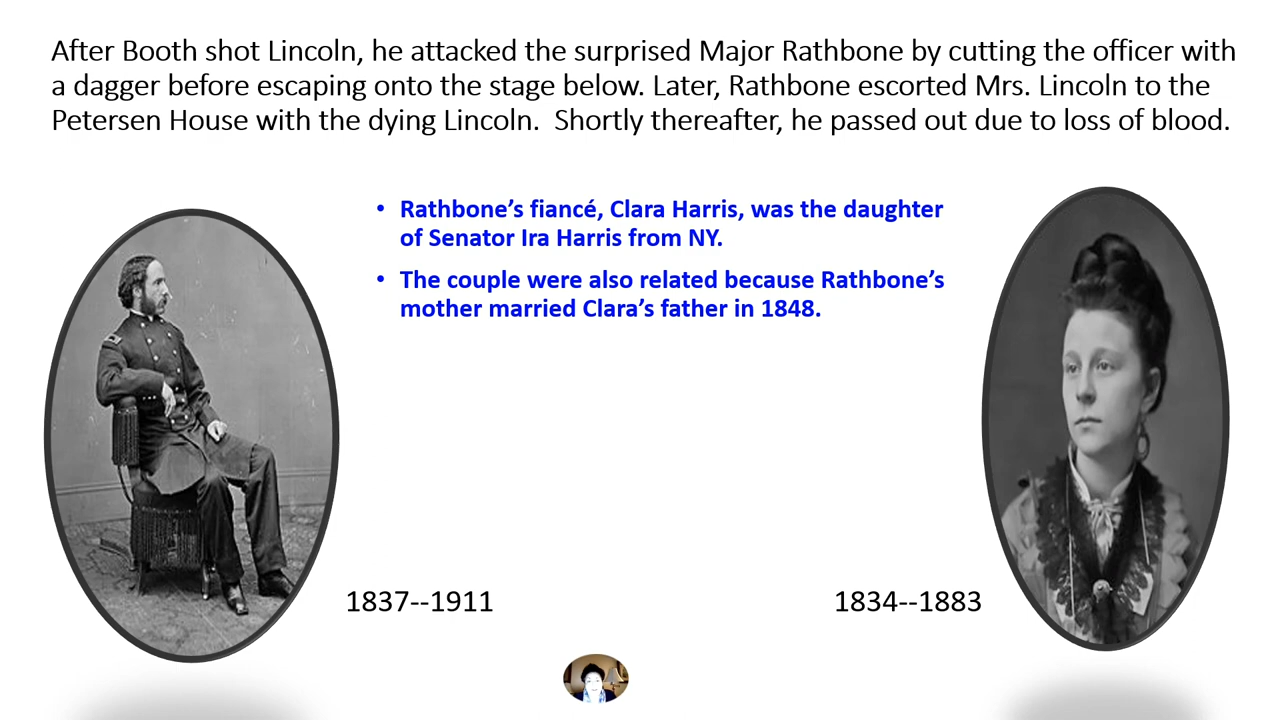 After Booth shot Lincoln, he attacked the surprised Major Rathbone by cutting the officer with
a dagger before escaping onto the stage below. Later, Rathbone escorted Mrs. Lincoln to the
Petersen House with the dying Lincoln.  Shortly thereafter, he passed out due to loss of blood.
• Rathbone’s fiancé, Clara Harris, was the daughter
of Senator Ira Harris from NY.
• The couple were also related because Rathbone’s
mother married Clara’s father in 1848.
1837--1911
1834--1883